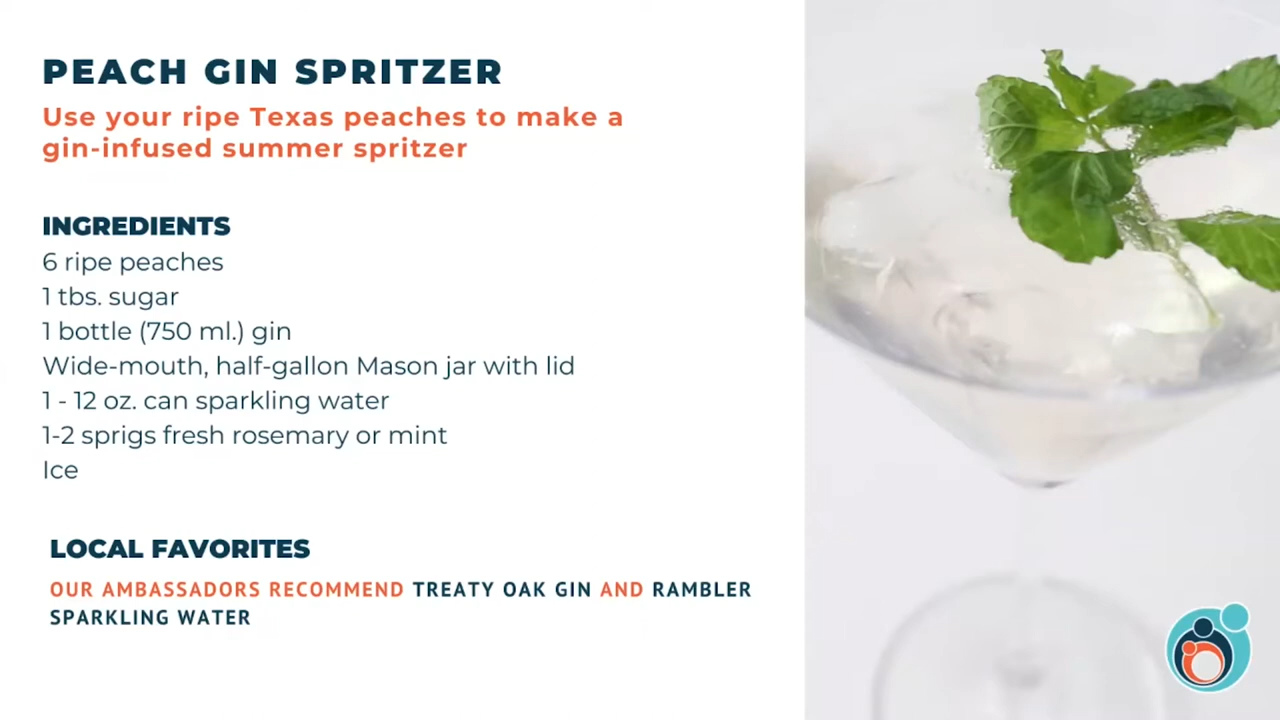 PEACH GIN SPRITZER
Use your ripe Texas peaches to make a
gin-infused summer spritzer
INGREDIENTS
6 ripe peaches
1 tbs. sugar
1 bottle (750 ml.) gin
Wide-mouth, half-gallon Mason jar with lid
1 - 12 oz. can sparkling water
1-2 sprigs fresh rosemary or mint
Ice
LOCAL FAVORITES
OUR AMBASSADORS RECOMMEND TREATY OAK GIN AND RAMBLER
SPARKLING WATER